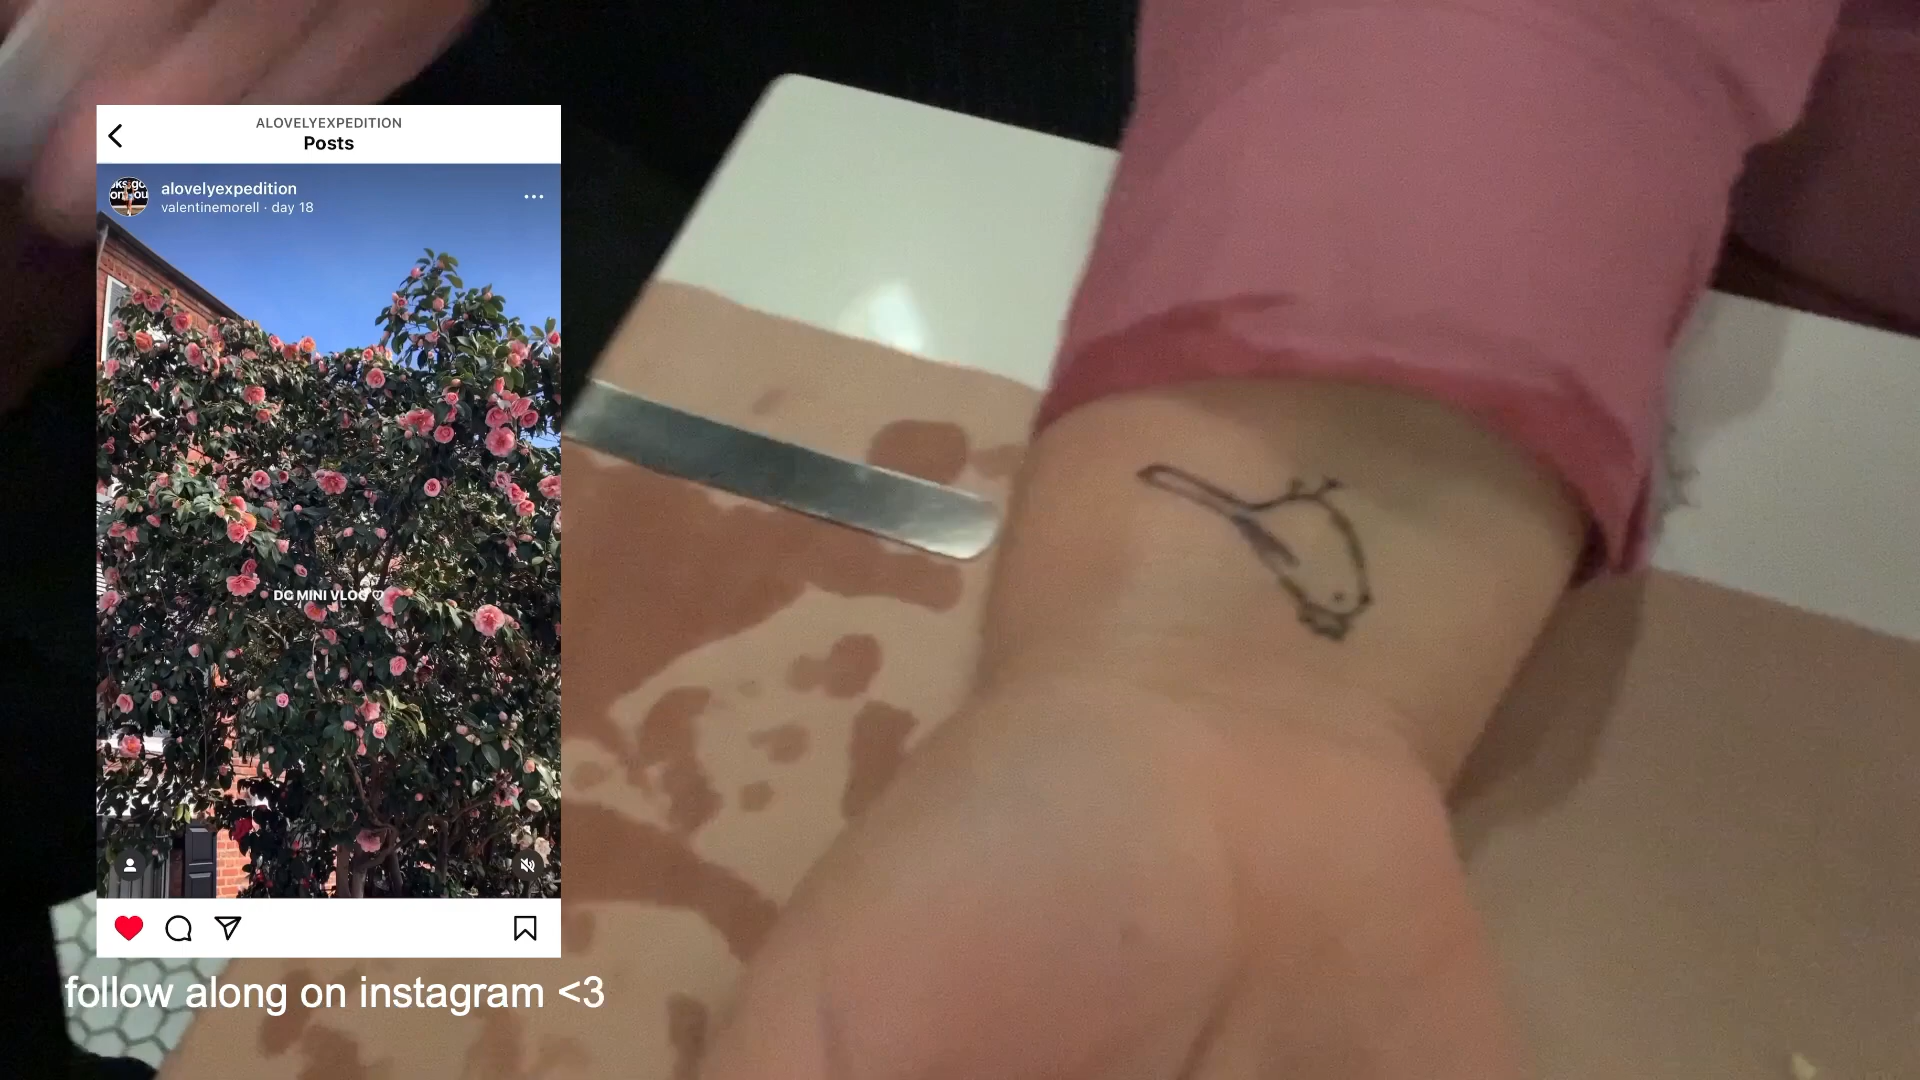 ALOVELYEXPEDITION
Posts
alovelyexpedition
valentinemorell · day 18
DC MINI VLOG
follow along on instagram <3